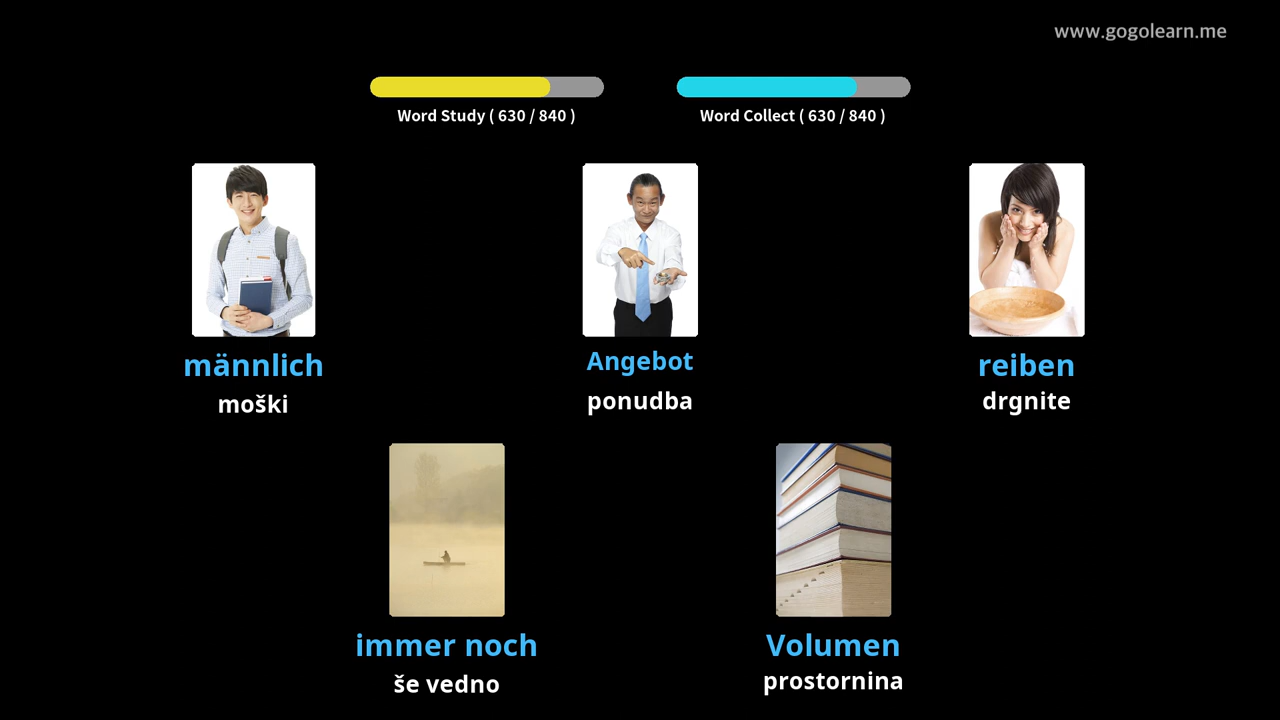 www.gogolearn.me
Word Study ( 630 / 840 )
Word Collect ( 630 / 840 )
männlich
moški
Angebot
ponudba
reiben
drgnite
immer noch
še vedno
Volumen
prostornina